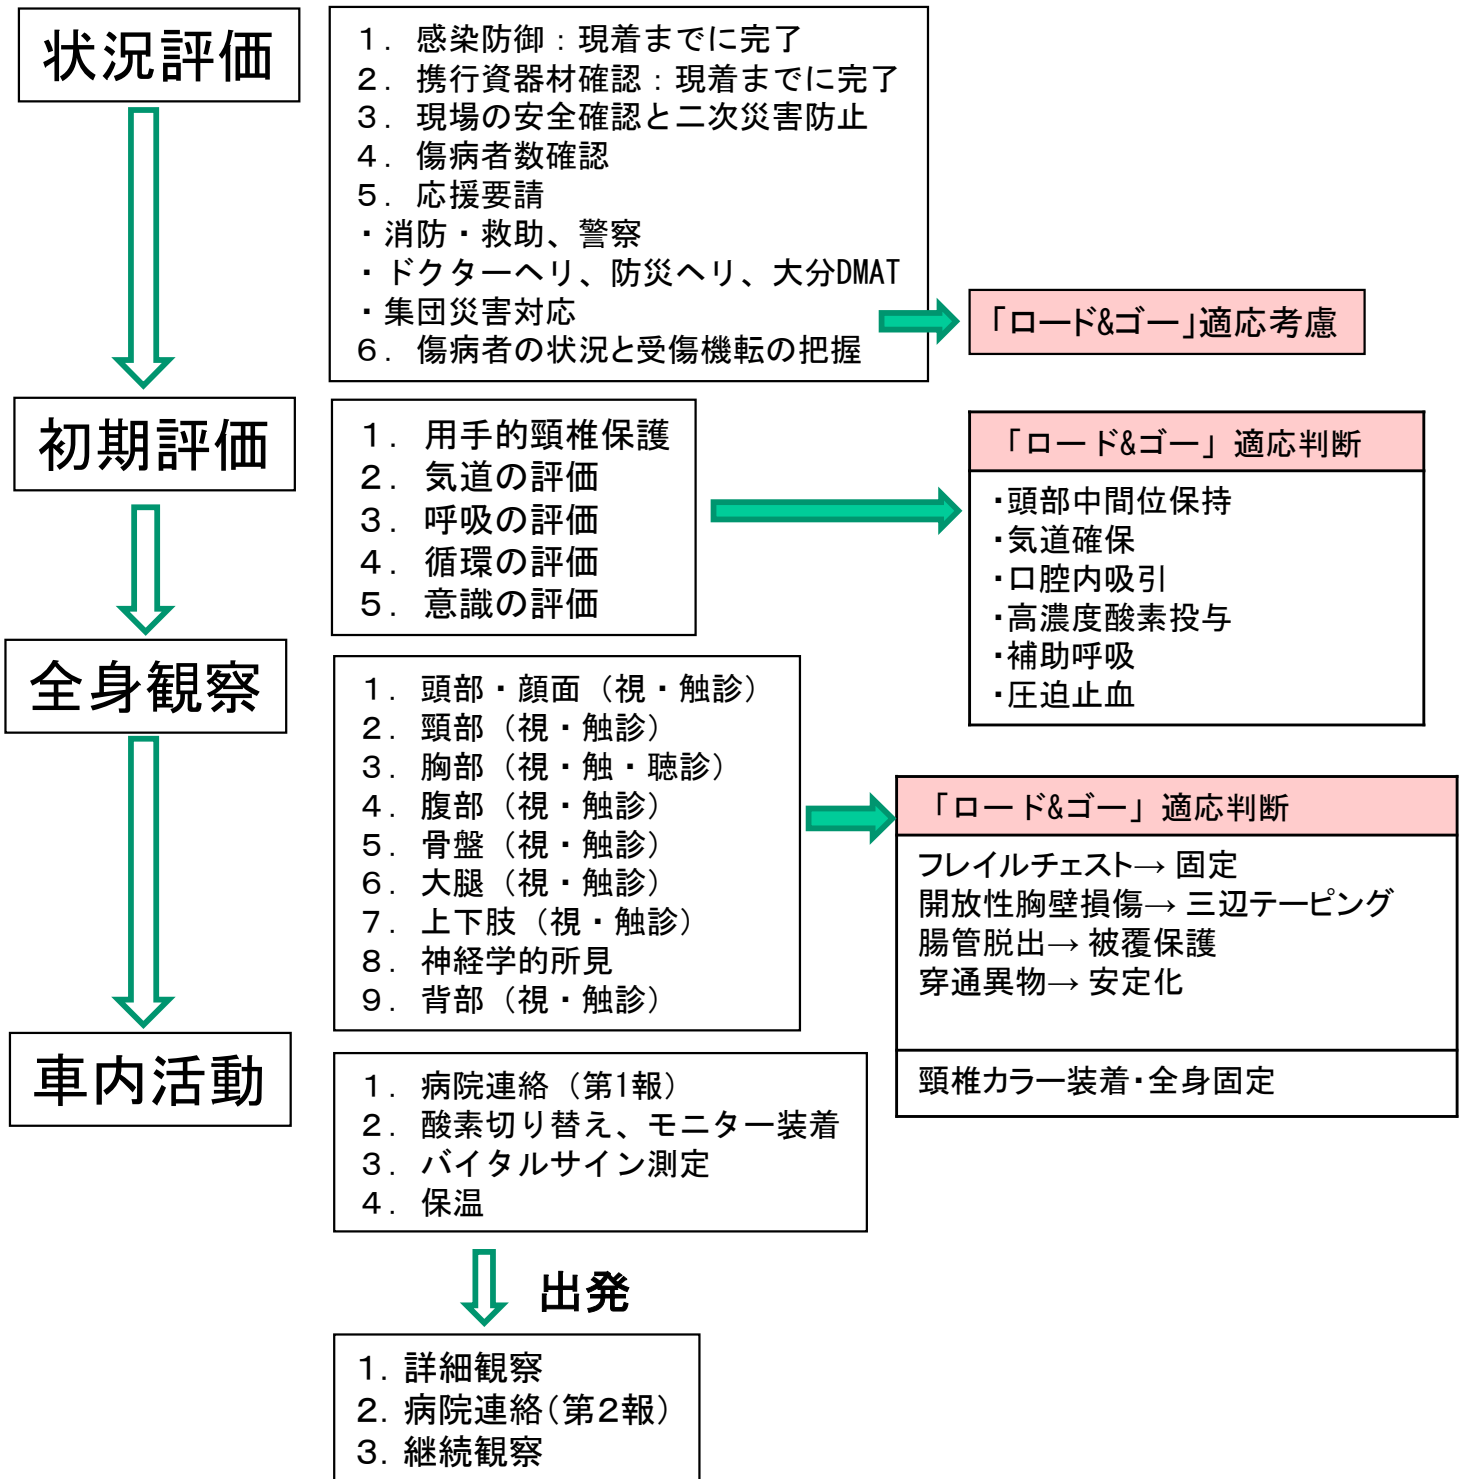 状況評価
１．感染防御：現着までに完了
２．携行資器材確認：現着までに完了
３．現場の安全確認と二次災害防止
４．傷病者数確認
５．応援要請
・消防・救助、警察
・ドクターヘリ、防災ヘリ、大分DMAT
・集団災害対応
６．傷病者の状況と受傷機転の把握
「ロード&ゴー」適応考慮
初期評価
１．用手的頸椎保護
２．気道の評価
３．呼吸の評価
４．循環の評価
５．意識の評価
「ロード&ゴー」適応判断
・頭部中間位保持
・気道確保
・口腔内吸引
・高濃度酸素投与
・補助呼吸
・圧迫止血
全身観察
１．頭部・顔面（視・触診）
２．頸部（視・触診）
３．胸部（視・触・聴診）
４．腹部（視・触診）
５．骨盤（視・触診）
６．大腿（視・触診）
７．上下肢（視・触診）
８．神経学的所見
９．背部（視・触診）
「ロード&ゴー」適応判断
フレイルチェスト→ 固定
開放性胸壁損傷→ 三辺テーピング
腸管脱出→ 被覆保護
穿通異物→ 安定化
頸椎カラー装着・全身固定
車内活動
１．病院連絡（第1報）
２．酸素切り替え、モニター装着
３．バイタルサイン測定
４．保温
出発
１．詳細観察
２．病院連絡（第２報）
３．継続観察